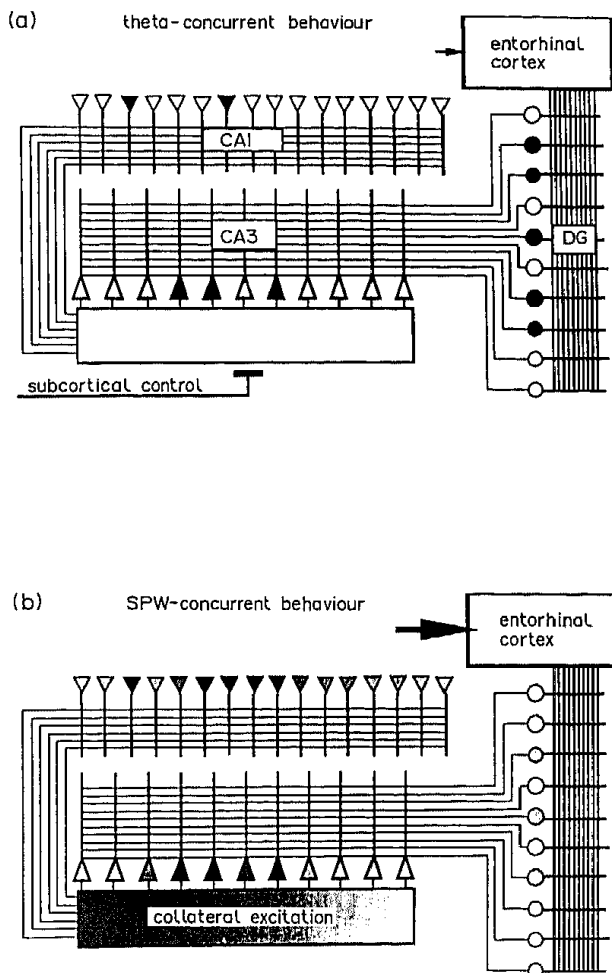 (a)
theta-concurrent behaviour
entorhinal
cortex
CA1
CA3
DG
subcortical control
(b)
SPW-concurrent behaviour
entorhinal
cortex
collateral excitation